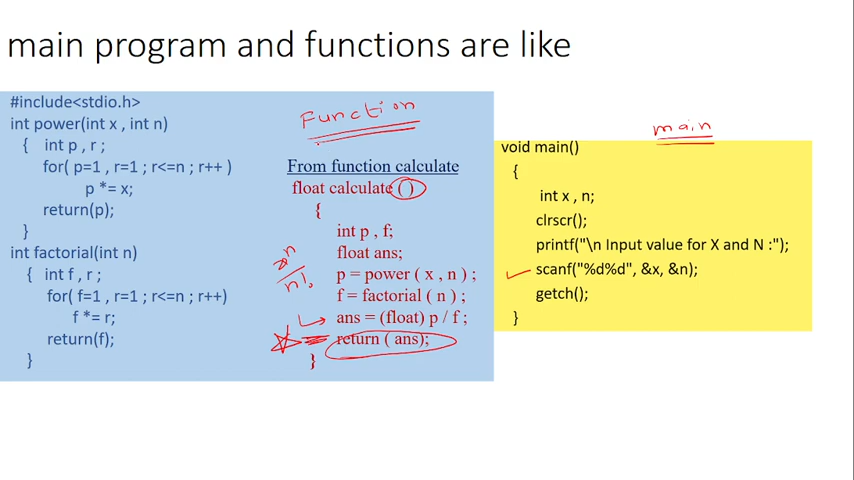 main program and functions are like
#include<stdio.h>
int power(int x , int n)
{ int p , r ;
for( p=1 , r=1 ; r<=n ; r++ )
p *= x;
return(p);
}
int factorial(int n)
{ int f , r ;
for( f=1 , r=1 ; r<=n ; r++)
f *= r;
return(f);
}
Function
From function calculate
float calculate ( )
{
int p , f;
float ans;
p = power ( x , n ) ;
f = factorial ( n ) ;
ans = (float) p / f ;
return ( ans);
}
x^n
n!
main
void main()
{
int x , n;
clrscr();
printf("\n Input value for X and N :");
scanf("%d%d", &x, &n);
getch();
}